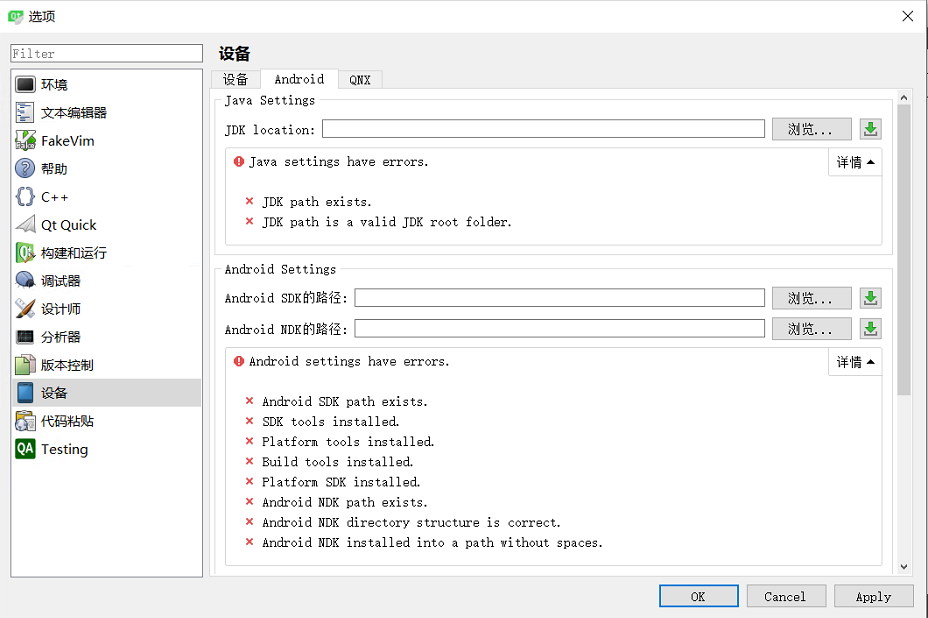 选项
Filter
环境
文本编辑器
FakeVim
帮助
C++
Qt Quick
构建和运行
调试器
设计师
分析器
版本控制
设备
代码粘贴
QA Testing
设备
设备 Android QNX
Java Settings
JDK location: 浏览...
Java settings have errors. 详情
× JDK path exists.
× JDK path is a valid JDK root folder.
Android Settings
Android SDK的路径: 浏览...
Android NDK的路径: 浏览...
Android settings have errors. 详情
× Android SDK path exists.
× SDK tools installed.
× Platform tools installed.
× Build tools installed.
× Platform SDK installed.
× Android NDK path exists.
× Android NDK directory structure is correct.
× Android NDK installed into a path without spaces.
OK Cancel Apply